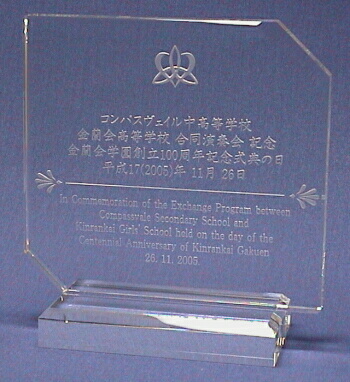 コンパスヴェイル中高等学校
金蘭会高等学校 合同演奏会 記念
金蘭会学園創立100周年記念式典の日
平成17(2005)年 11月 26日
In Commemoration of the Exchange Program between
Compassvale Secondary School and
Kinrankai Girls' School held on the day of the
Centennial Anniversary of Kinrankai Gakuen
26. 11. 2005.